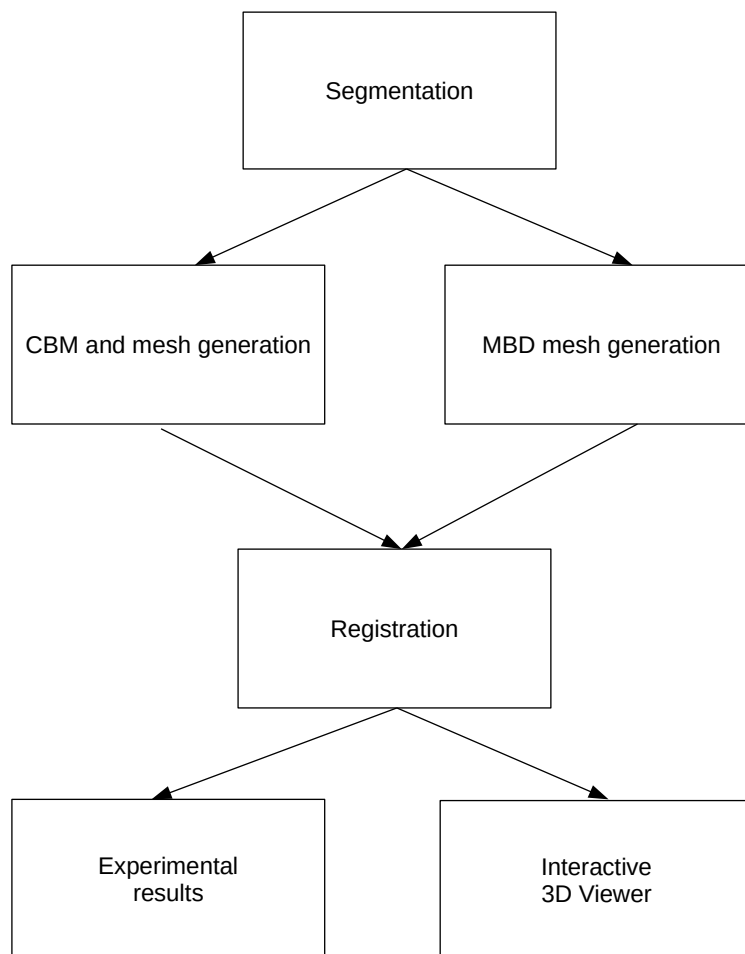 Segmentation
CBM and mesh generation
MBD mesh generation
Registration
Experimental
results
Interactive
3D Viewer